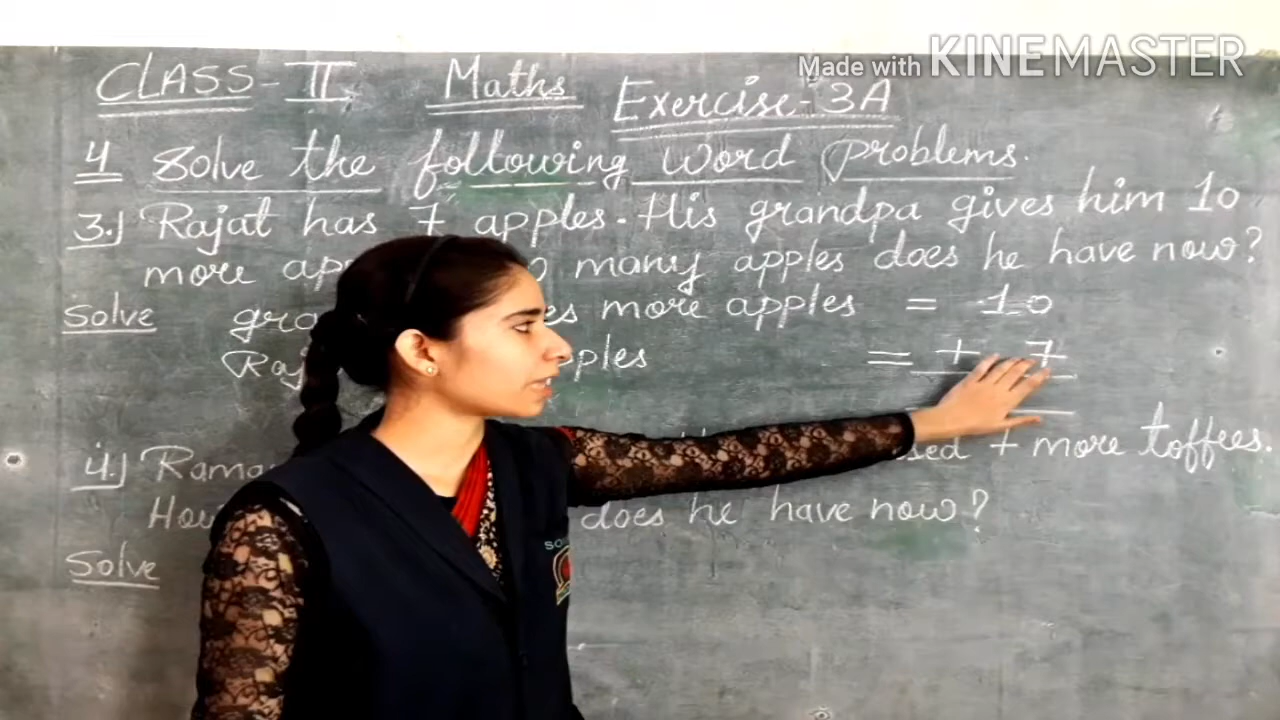 Made with KINEMASTER
CLASS-II Maths Exercise-3A
4 Solve the following word problems.
3.) Rajat has 7 apples. His grandpa gives him 10
more many apples does he have now?
Solve more apples = 10
= + 7
4.) + more toffees.
does he have now?
Solve